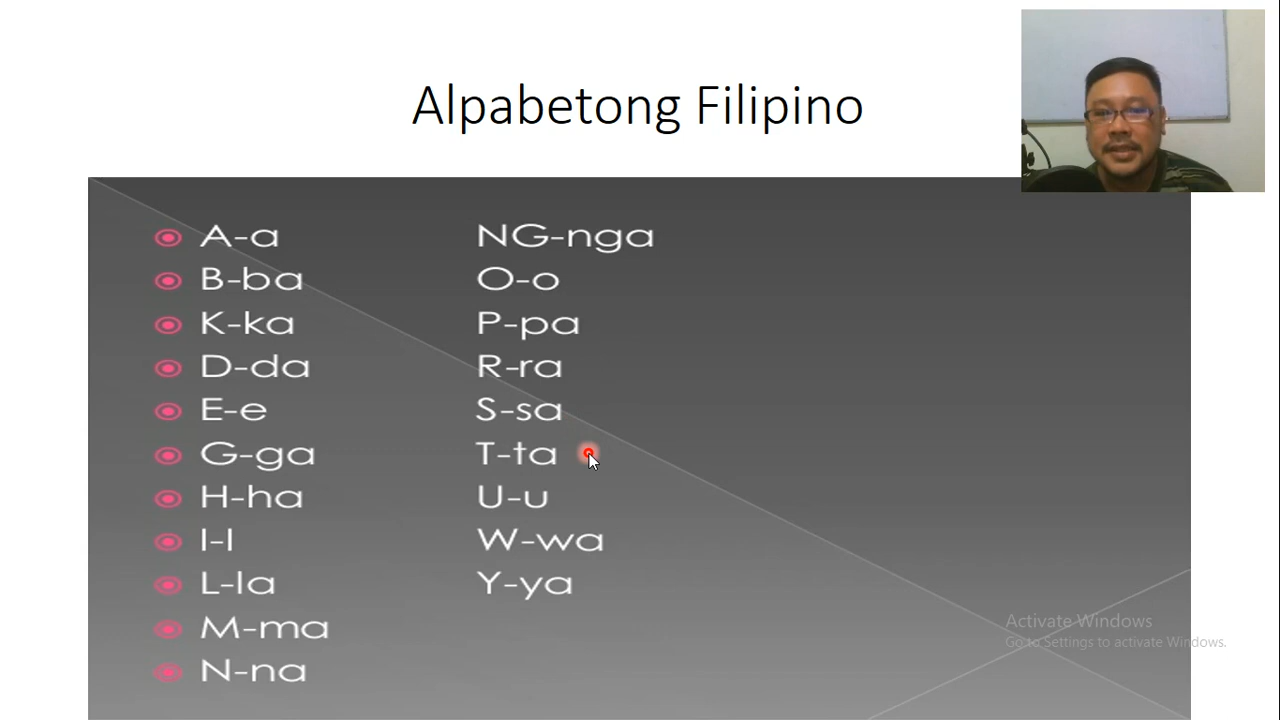 Alpabetong Filipino
A-a
B-ba
K-ka
D-da
E-e
G-ga
H-ha
I-I
L-la
M-ma
N-na
NG-nga
O-o
P-pa
R-ra
S-sa
T-ta
U-u
W-wa
Y-ya
Activate Windows
Go to Settings to activate Windows.